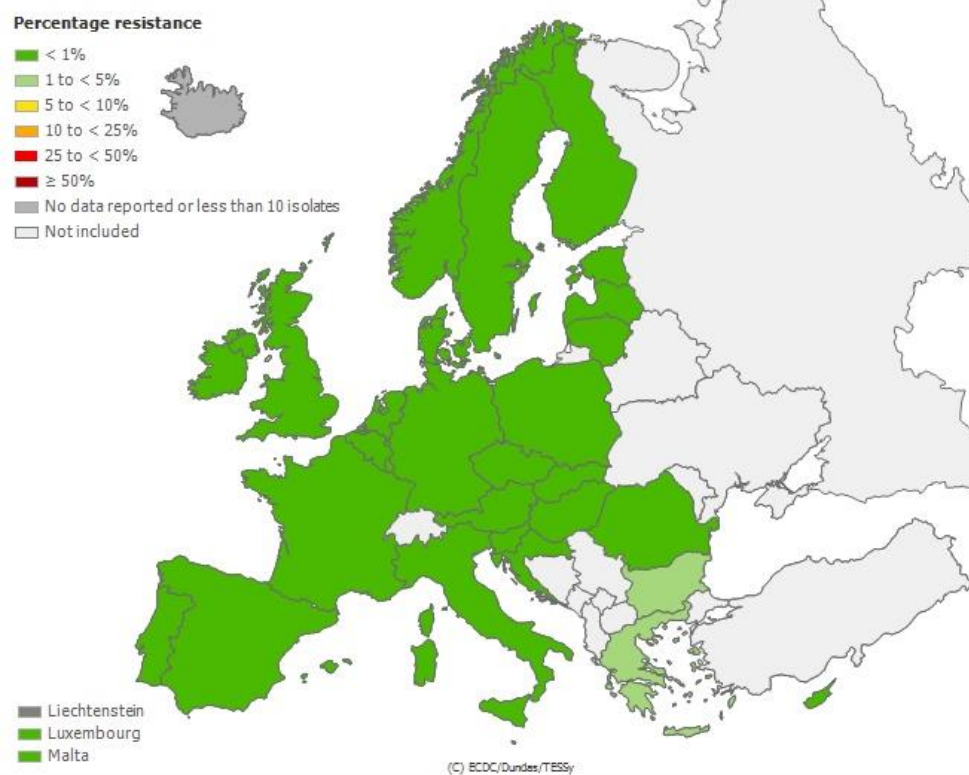 Percentage resistance
< 1%
1 to < 5%
5 to < 10%
10 to < 25%
25 to < 50%
≥ 50%
No data reported or less than 10 isolates
Not included
Liechtenstein
Luxembourg
Malta
(C) ECDC/Dundas/TESSy